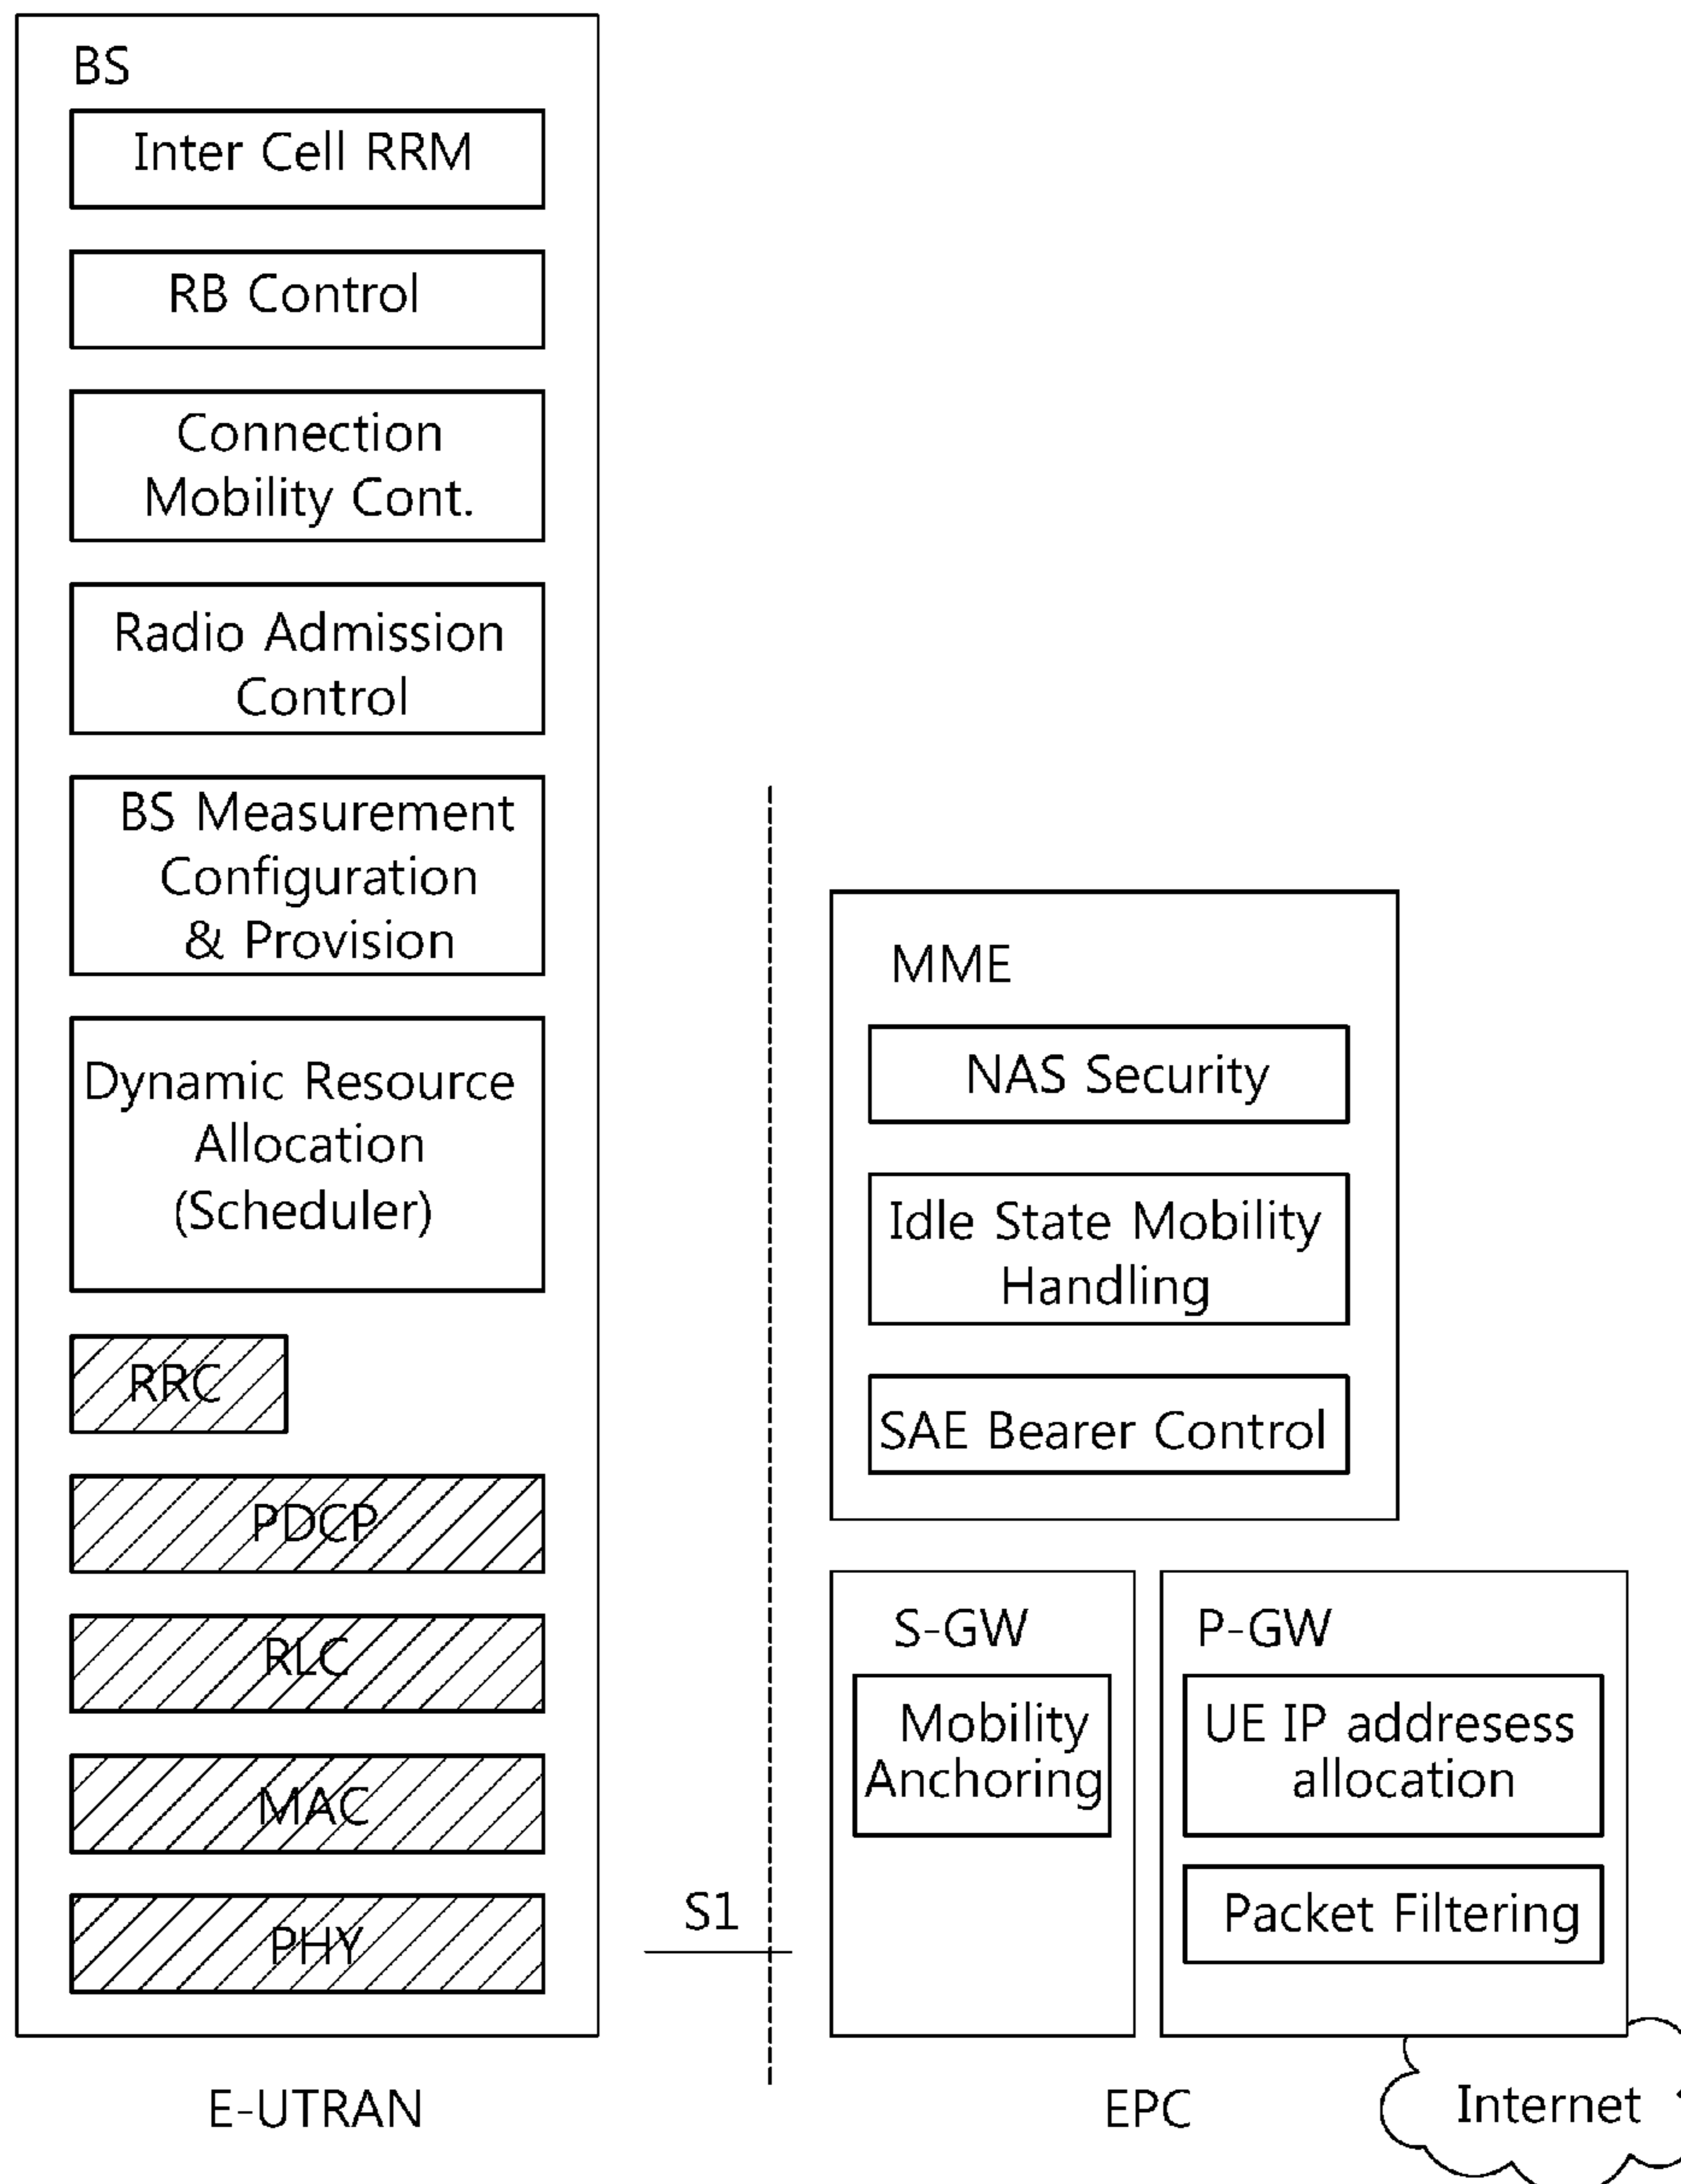 BS
Inter Cell RRM
RB Control
Connection
Mobility Cont.
Radio Admission
Control
BS Measurement
Configuration
& Provision
Dynamic Resource
Allocation
(Scheduler)
RRC
PDCP
RLC
MAC
PHY
E-UTRAN
S1
MME
NAS Security
Idle State Mobility
Handling
SAE Bearer Control
S-GW
Mobility
Anchoring
P-GW
UE IP addresess
allocation
Packet Filtering
EPC
Internet